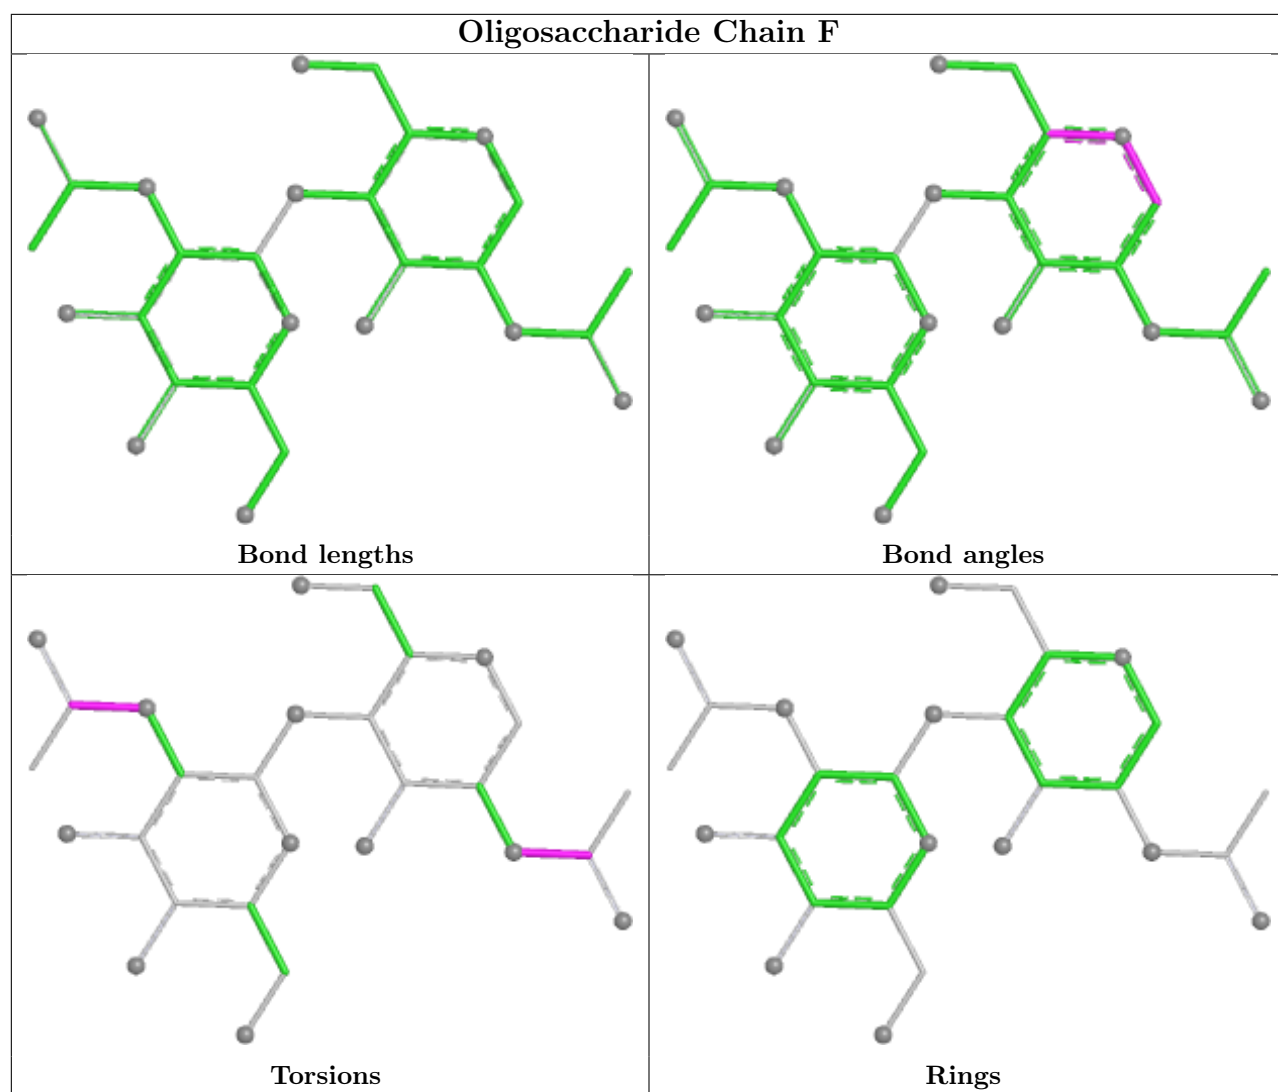 Oligosaccharide Chain F
Bond lengths
Bond angles
Torsions
Rings